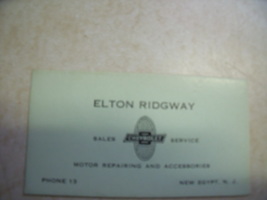 ELTON RIDGWAY
SALES CHEVROLET SERVICE
MOTOR REPAIRING AND ACCESSORIES
PHONE 13 NEW EGYPT, N. J.